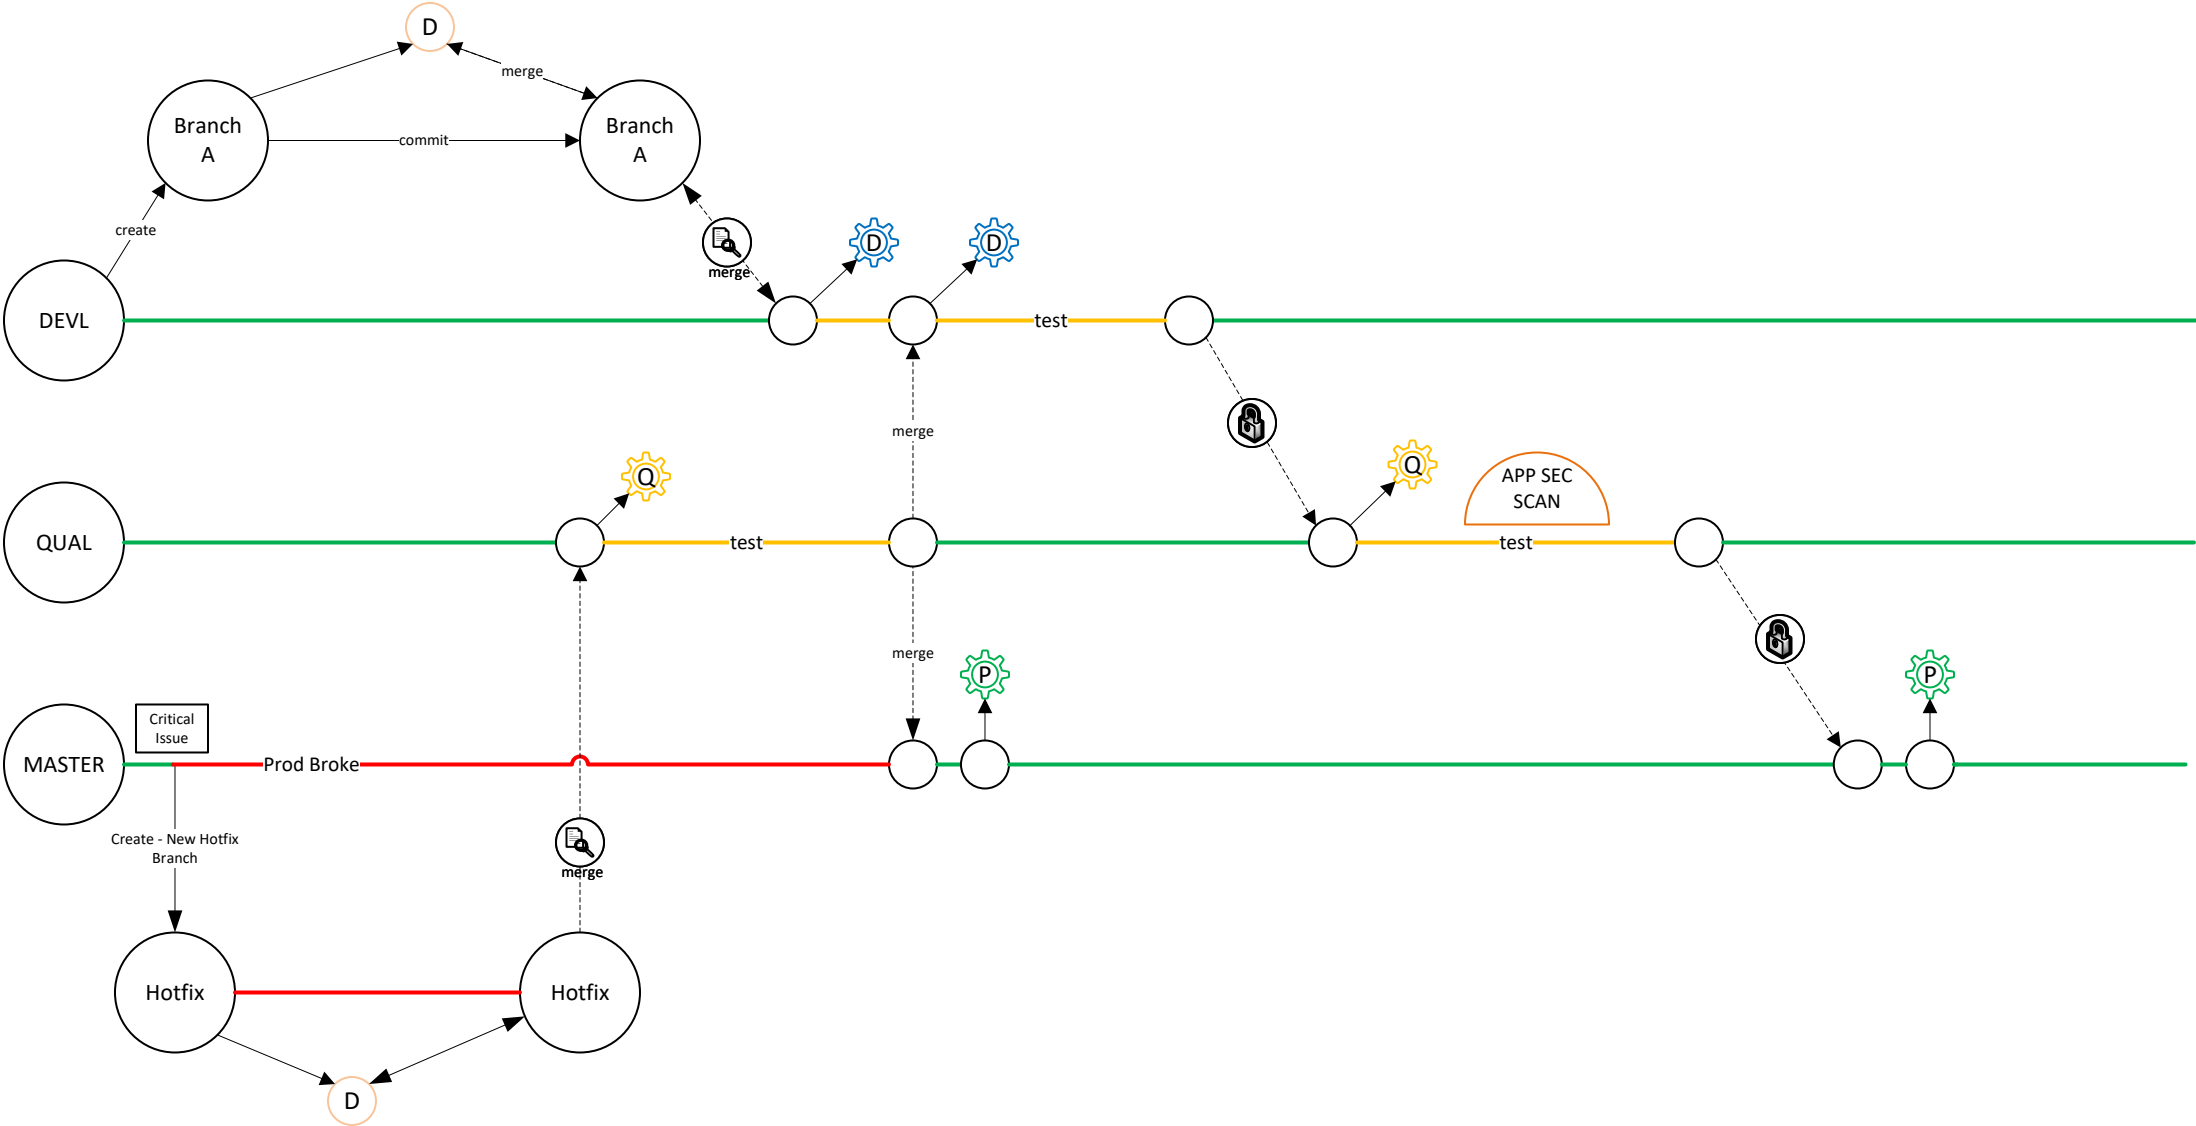 D
merge
Branch
A
commit
Branch
A
create
merge
D
D
DEVL
test
merge
Q
Q
APP SEC
SCAN
QUAL
test
test
merge
P
P
Critical
Issue
MASTER
Prod Broke
Create - New Hotfix
Branch
merge
Hotfix
Hotfix
D